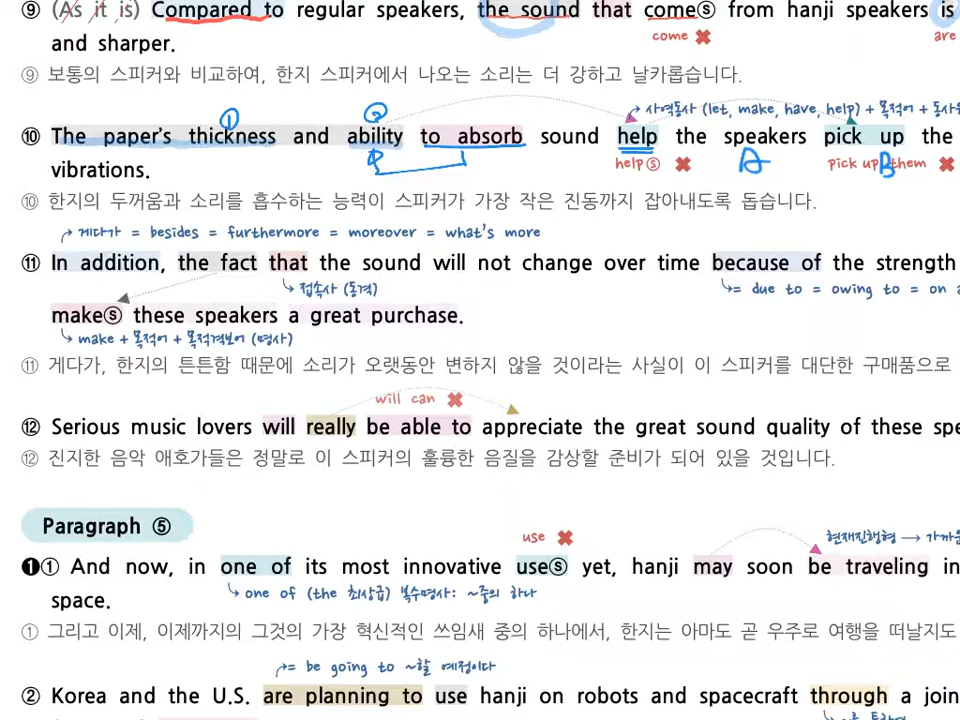 ⑨ (As it is) Compared to regular speakers, the sound that comeⓢ from hanji speakers is
come ✖ are
and sharper.
⑨ 보통의 스피커와 비교하여, 한지 스피커에서 나오는 소리는 더 강하고 날카롭습니다.
① ② 사역동사 (let, make, have, help) + 목적어 + 동사
⑩ The paper's thickness and ability to absorb sound help the speakers pick up the
help ⓢ ✖ A pick up them ✖ B
vibrations.
⑩ 한지의 두꺼움과 소리를 흡수하는 능력이 스피커가 가장 작은 진동까지 잡아내도록 돕습니다.
게다가 = besides = furthermore = moreover = what's more
⑪ In addition, the fact that the sound will not change over time because of the strength
접속사 (동격) = due to = owing to = on
makeⓢ these speakers a great purchase.
make + 목적어 + 목적격보어 (명사)
⑪ 게다가, 한지의 튼튼함 때문에 소리가 오랫동안 변하지 않을 것이라는 사실이 이 스피커를 대단한 구매품으로
will can ✖
⑫ Serious music lovers will really be able to appreciate the great sound quality of these spe
⑫ 진지한 음악 애호가들은 정말로 이 스피커의 훌륭한 음질을 감상할 준비가 되어 있을 것입니다.
Paragraph ⑤
use ✖ 현재진행형 → 가까운
❶① And now, in one of its most innovative useⓢ yet, hanji may soon be traveling in
one of (the 최상급) 복수명사: ~중의 하나
space.
① 그리고 이제, 이제까지의 그것의 가장 혁신적인 쓰임새 중의 하나에서, 한지는 아마도 곧 우주로 여행을 떠날지도
= be going to ~할 예정이다
② Korea and the U.S. are planning to use hanji on robots and spacecraft through a join